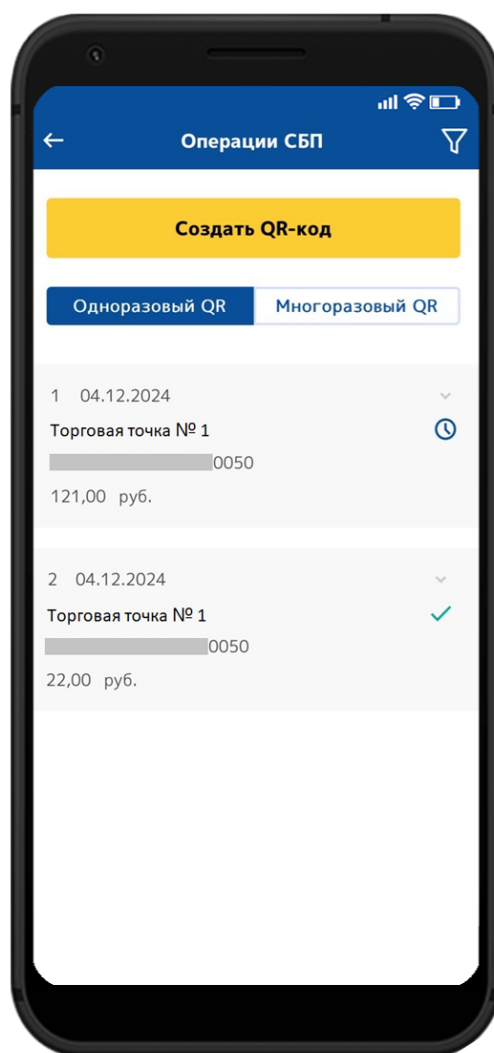 Операции СБП
Создать QR-код
Одноразовый QR
Многоразовый QR
1 04.12.2024
Торговая точка № 1
0050
121,00 руб.
2 04.12.2024
Торговая точка № 1
0050
22,00 руб.